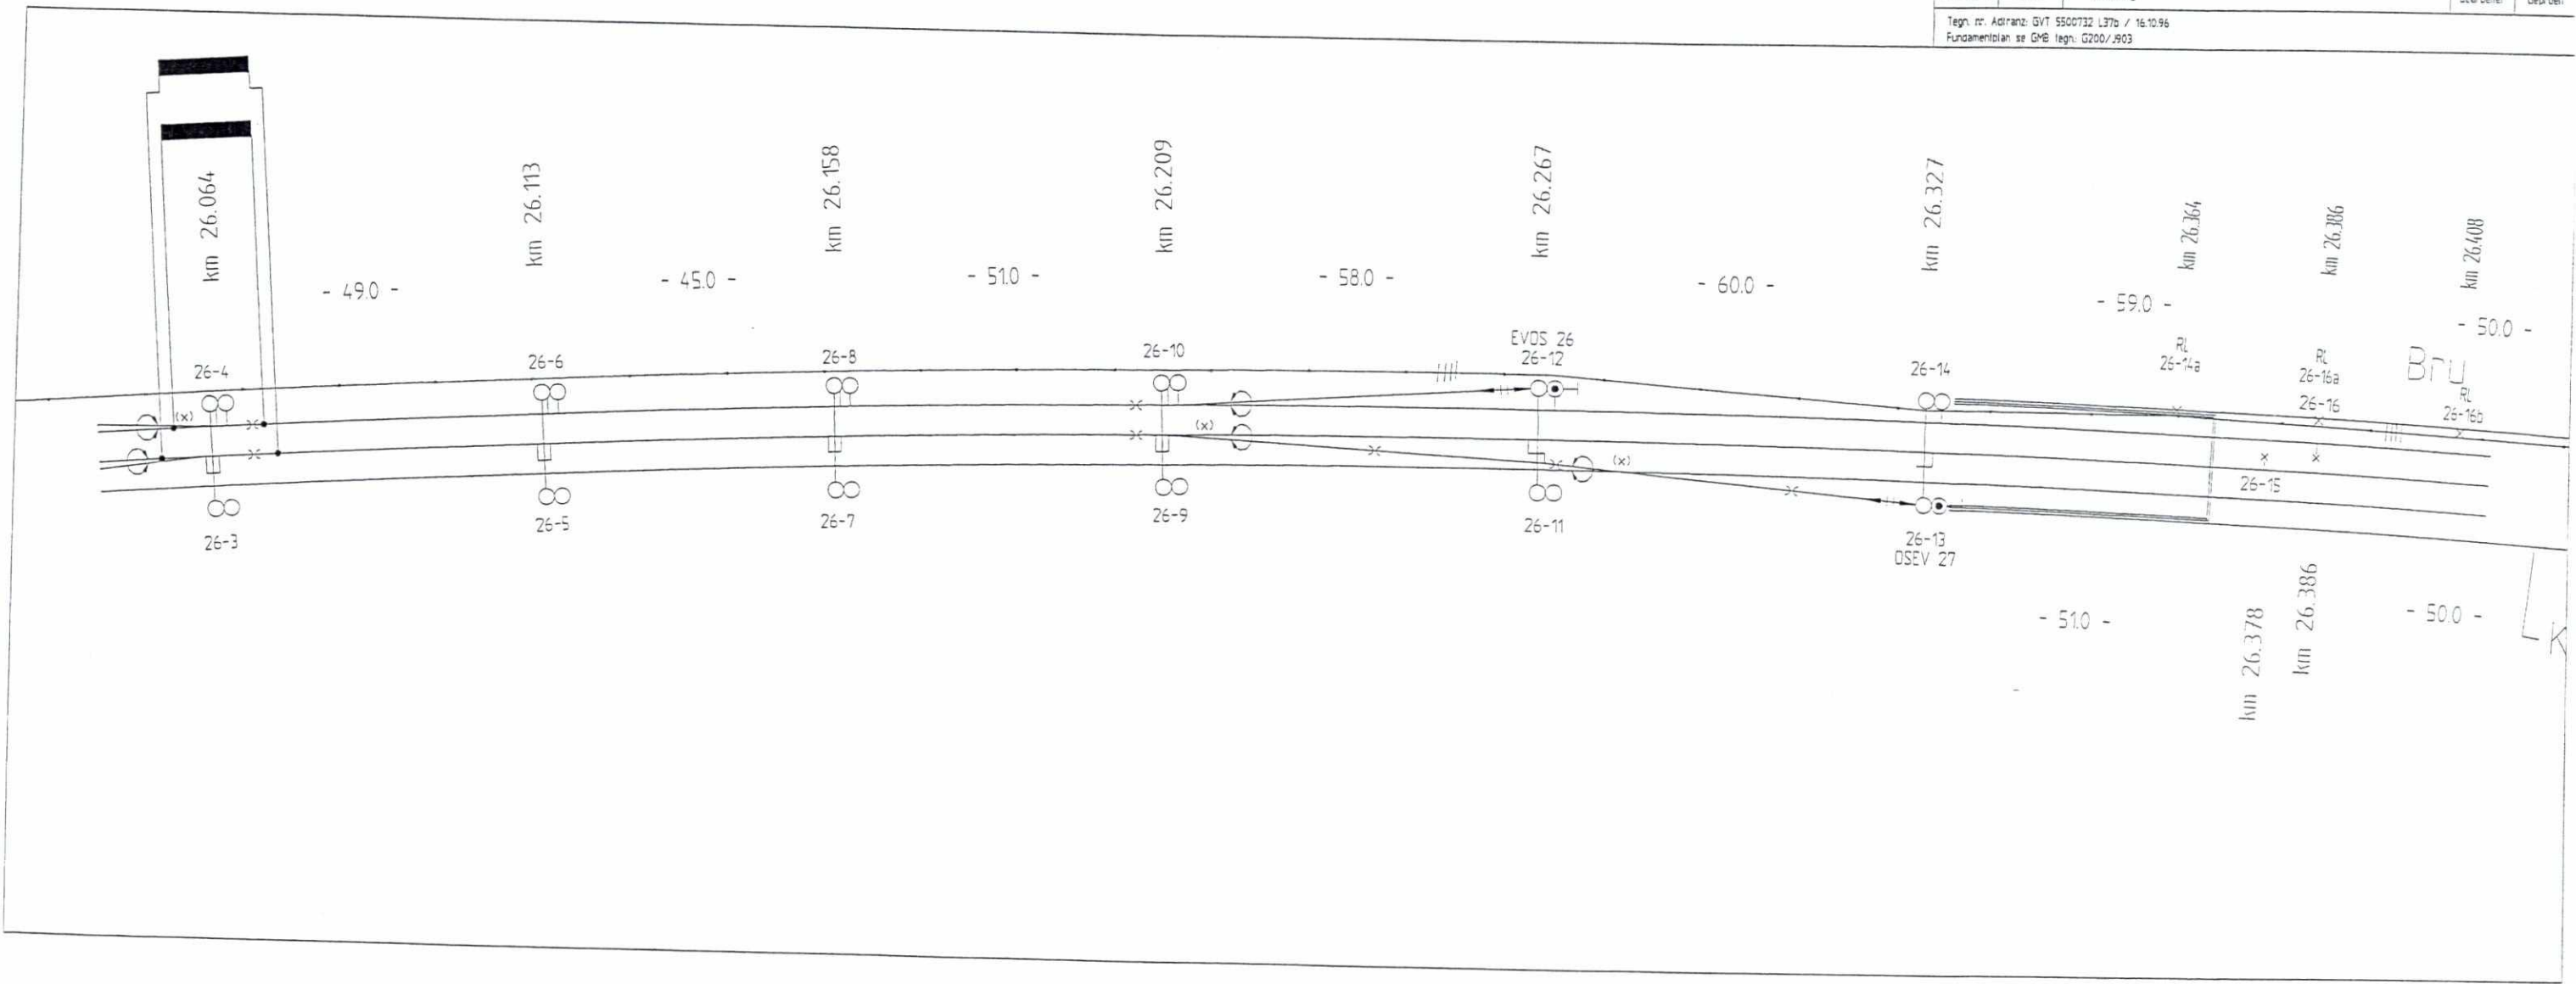 Tegn. nr. Adtranz: GVT 5500732 L37b / 16.10.96
Fundamentplan se GMB tegn.: G200/J903
km 26.064
km 26.113
km 26.158
km 26.209
km 26.267
km 26.327
km 26.364
km 26.386
km 26.408
- 49.0 -
- 45.0 -
- 51.0 -
- 58.0 -
- 60.0 -
- 59.0 -
- 50.0 -
26-4
26-6
26-8
26-10
EVOS 26
26-12
26-14
RL
26-14a
RL
26-16a
26-16
Bru
RL
26-16b
(x)
(x)
(x)
26-3
26-5
26-7
26-9
26-11
26-13
OSEV 27
26-15
- 51.0 -
km 26.378
km 26.386
- 50.0 -
K